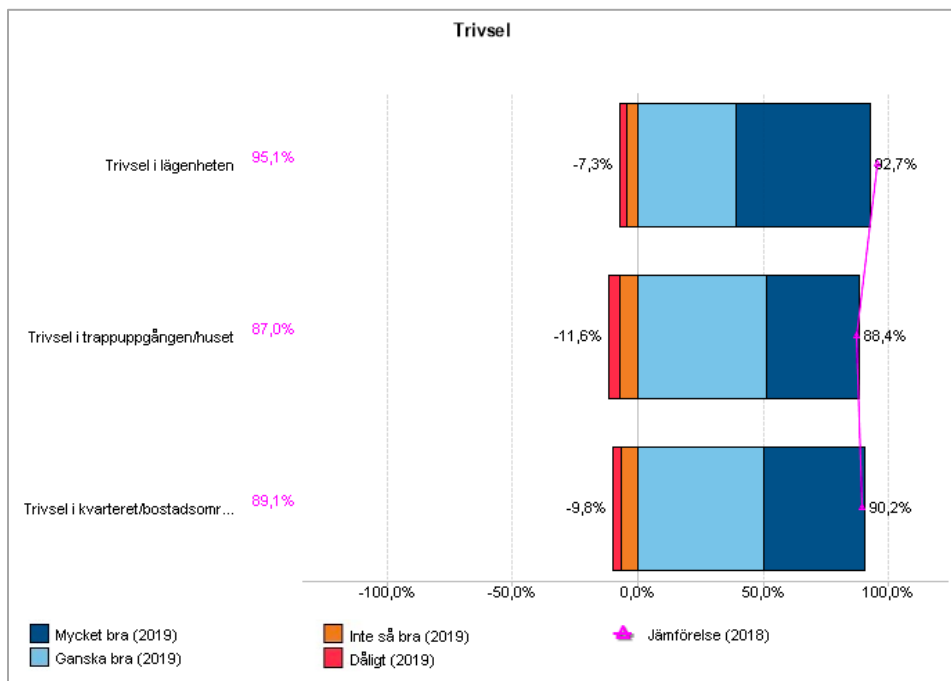 Trivsel
Trivsel i lägenheten 95,1% -7,3% 92,7%
Trivsel i trappuppgången/huset 87,0% -11,6% 88,4%
Trivsel i kvarteret/bostadsomr... 89,1% -9,8% 90,2%
-100,0% -50,0% 0,0% 50,0% 100,0%
Mycket bra (2019) Inte så bra (2019) Jämförelse (2018)
Ganska bra (2019) Dåligt (2019)